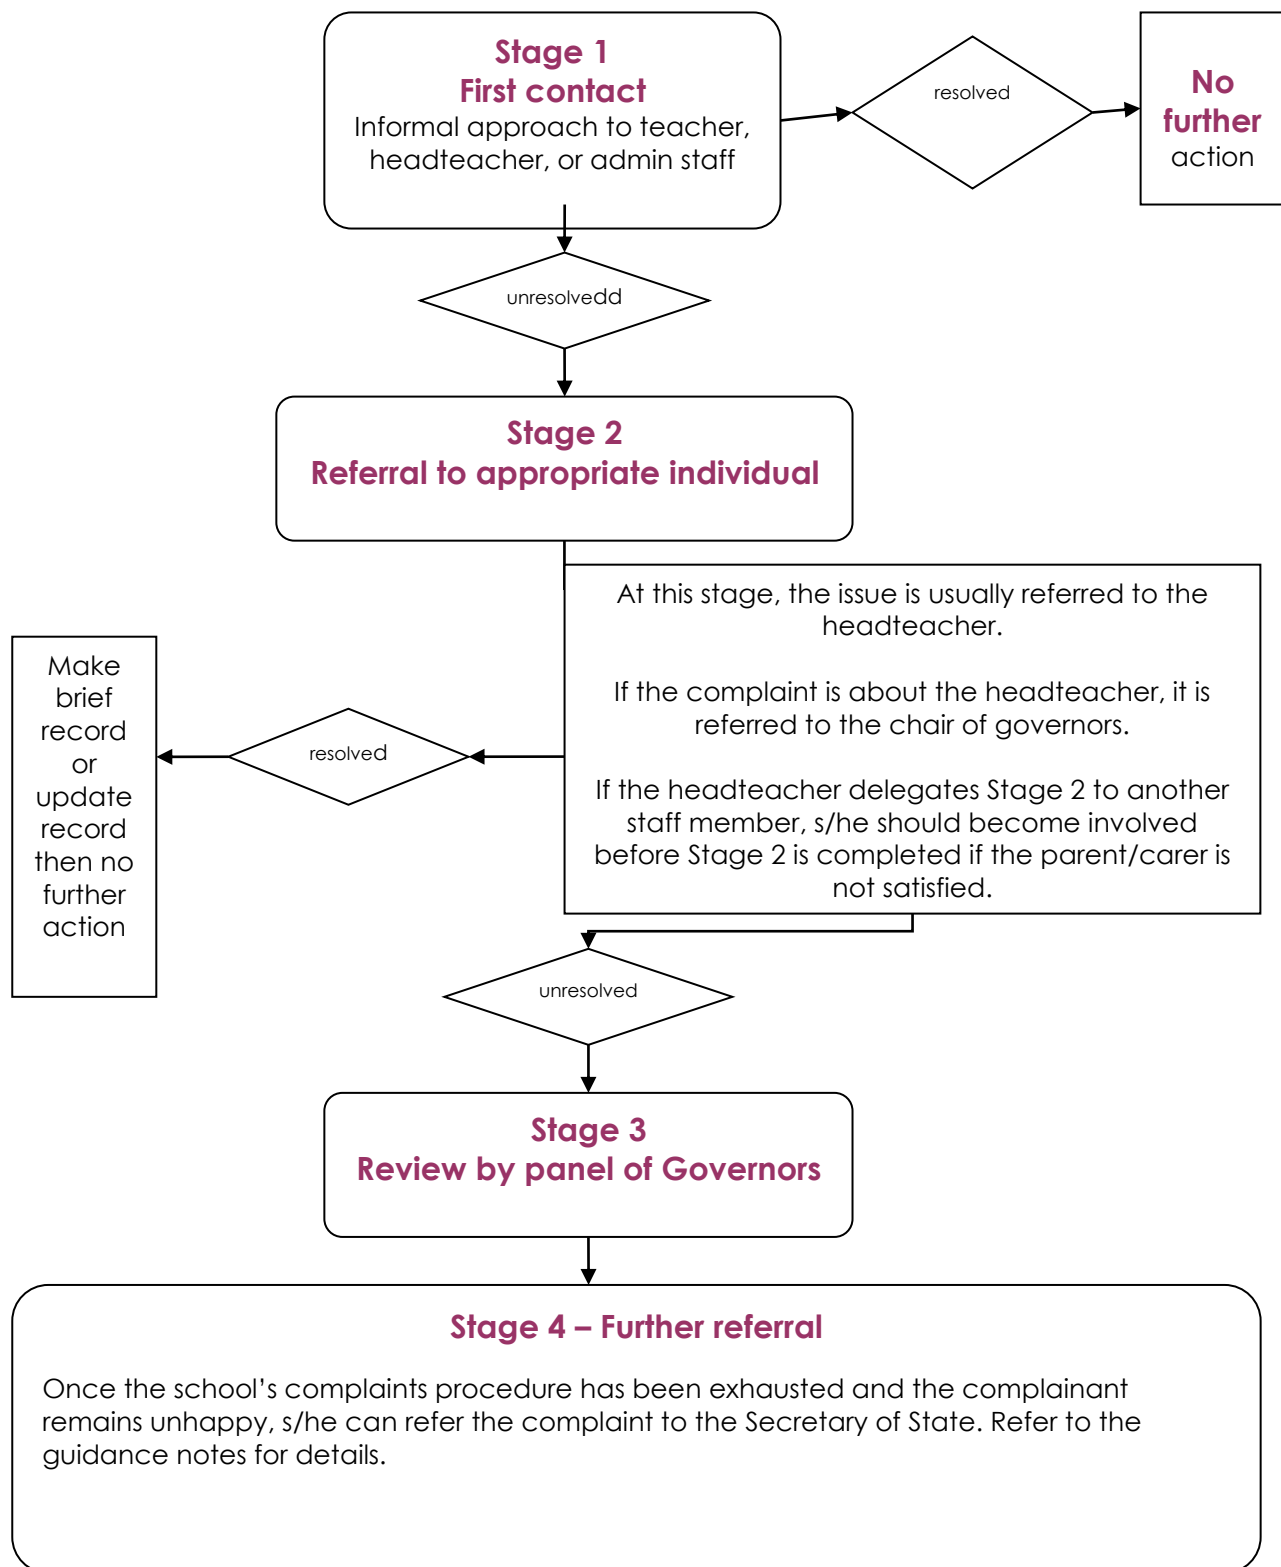 Stage 1
First contact
Informal approach to teacher,
headteacher, or admin staff
resolved
No
further
action
unresolvedd
Stage 2
Referral to appropriate individual
At this stage, the issue is usually referred to the
headteacher.
If the complaint is about the headteacher, it is
referred to the chair of governors.
If the headteacher delegates Stage 2 to another
staff member, s/he should become involved
before Stage 2 is completed if the parent/carer is
not satisfied.
resolved
Make
brief
record
or
update
record
then no
further
action
unresolved
Stage 3
Review by panel of Governors
Stage 4 – Further referral
Once the school’s complaints procedure has been exhausted and the complainant
remains unhappy, s/he can refer the complaint to the Secretary of State. Refer to the
guidance notes for details.